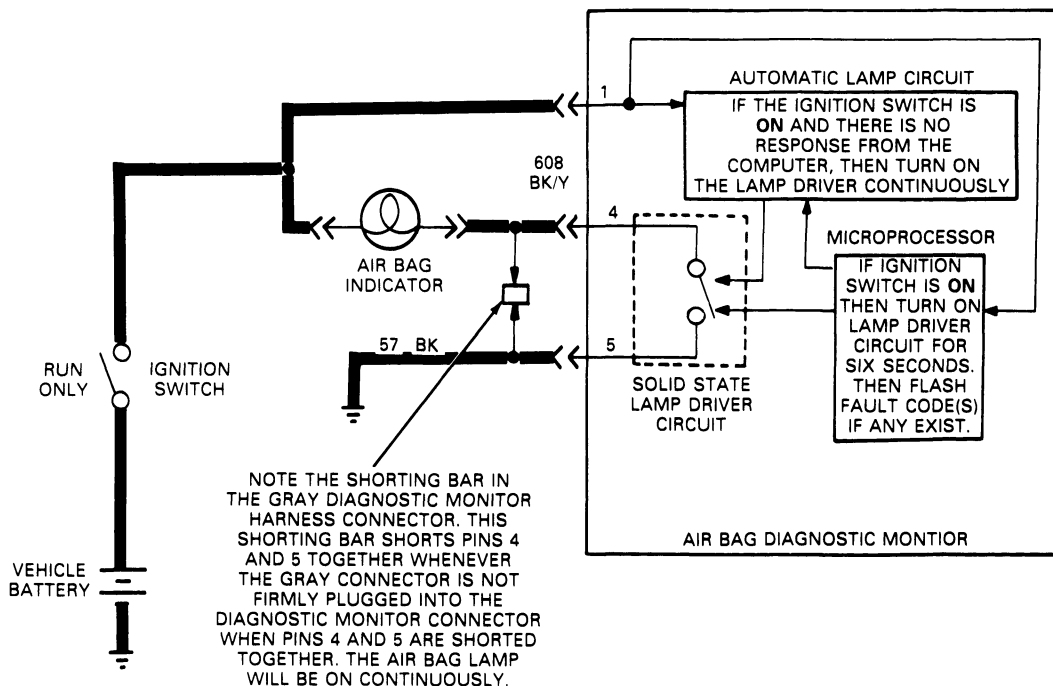 AUTOMATIC LAMP CIRCUIT
1
IF THE IGNITION SWITCH IS
ON AND THERE IS NO
RESPONSE FROM THE
COMPUTER, THEN TURN ON
THE LAMP DRIVER CONTINUOUSLY
608
BK/Y
4
AIR BAG
INDICATOR
MICROPROCESSOR
IF IGNITION
SWITCH IS ON
THEN TURN ON
LAMP DRIVER
CIRCUIT FOR
SIX SECONDS.
THEN FLASH
FAULT CODE(S)
IF ANY EXIST.
57 BK
5
RUN
ONLY
IGNITION
SWITCH
SOLID STATE
LAMP DRIVER
CIRCUIT
NOTE THE SHORTING BAR IN
THE GRAY DIAGNOSTIC MONITOR
HARNESS CONNECTOR. THIS
SHORTING BAR SHORTS PINS 4
AND 5 TOGETHER WHENEVER
THE GRAY CONNECTOR IS NOT
FIRMLY PLUGGED INTO THE
DIAGNOSTIC MONITOR CONNECTOR
WHEN PINS 4 AND 5 ARE SHORTED
TOGETHER. THE AIR BAG LAMP
WILL BE ON CONTINUOUSLY.
AIR BAG DIAGNOSTIC MONTIOR
VEHICLE
BATTERY